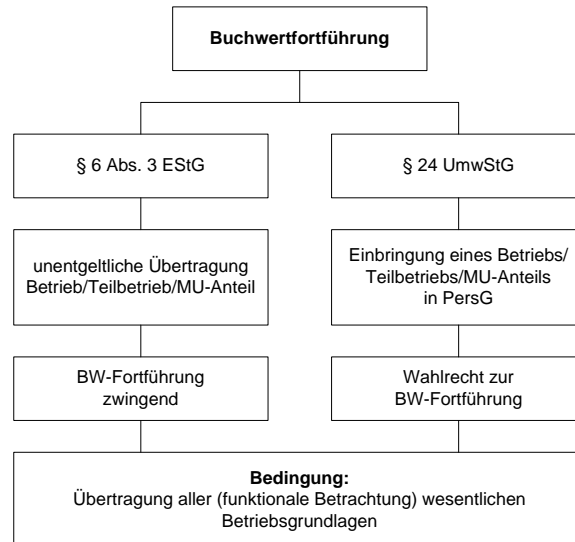 Buchwertfortführung
§ 6 Abs. 3 EStG
§ 24 UmwStG
unentgeltliche Übertragung
Betrieb/Teilbetrieb/MU-Anteil
Einbringung eines Betriebs/
Teilbetriebs/MU-Anteils
in PersG
BW-Fortführung
zwingend
Wahlrecht zur
BW-Fortführung
Bedingung:
Übertragung aller (funktionale Betrachtung) wesentlichen
Betriebsgrundlagen